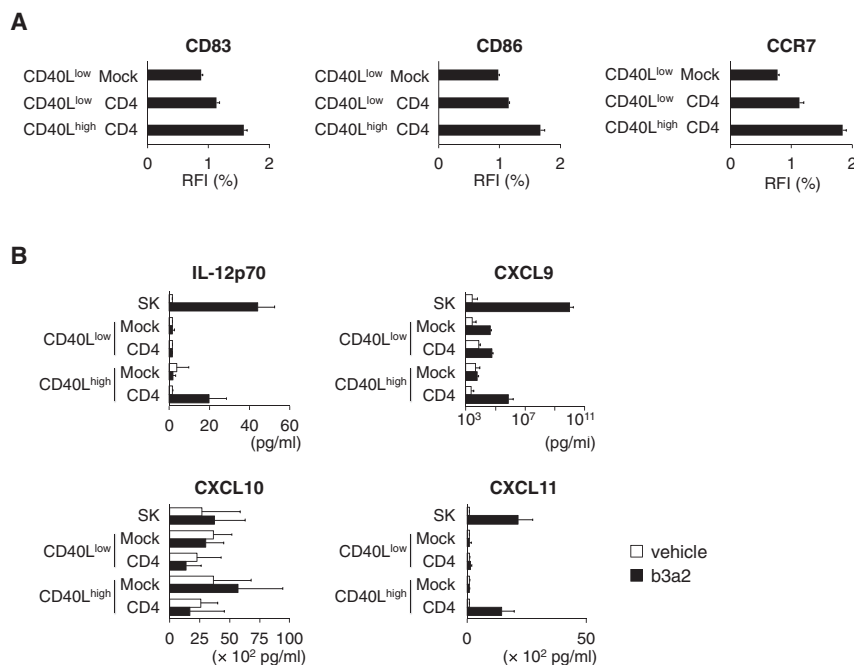 A
CD83 CD86 CCR7
CD40Llow Mock CD40Llow Mock CD40Llow Mock
CD40Llow CD4 CD40Llow CD4 CD40Llow CD4
CD40Lhigh CD4 CD40Lhigh CD4 CD40Lhigh CD4
0 1 2 0 1 2 0 1 2
RFI (%) RFI (%) RFI (%)
B
IL-12p70 CXCL9
SK SK
CD40Llow Mock CD40Llow Mock
CD4 CD4
CD40Lhigh Mock CD40Lhigh Mock
CD4 CD4
0 20 40 60 10³ 10⁷ 10¹¹
(pg/ml) (pg/ml)
CXCL10 CXCL11
SK SK
CD40Llow Mock CD40Llow Mock
CD4 CD4
CD40Lhigh Mock CD40Lhigh Mock
CD4 CD4
vehicle
b3a2
0 25 50 75 100 0 50
(× 10² pg/ml) (× 10² pg/ml)